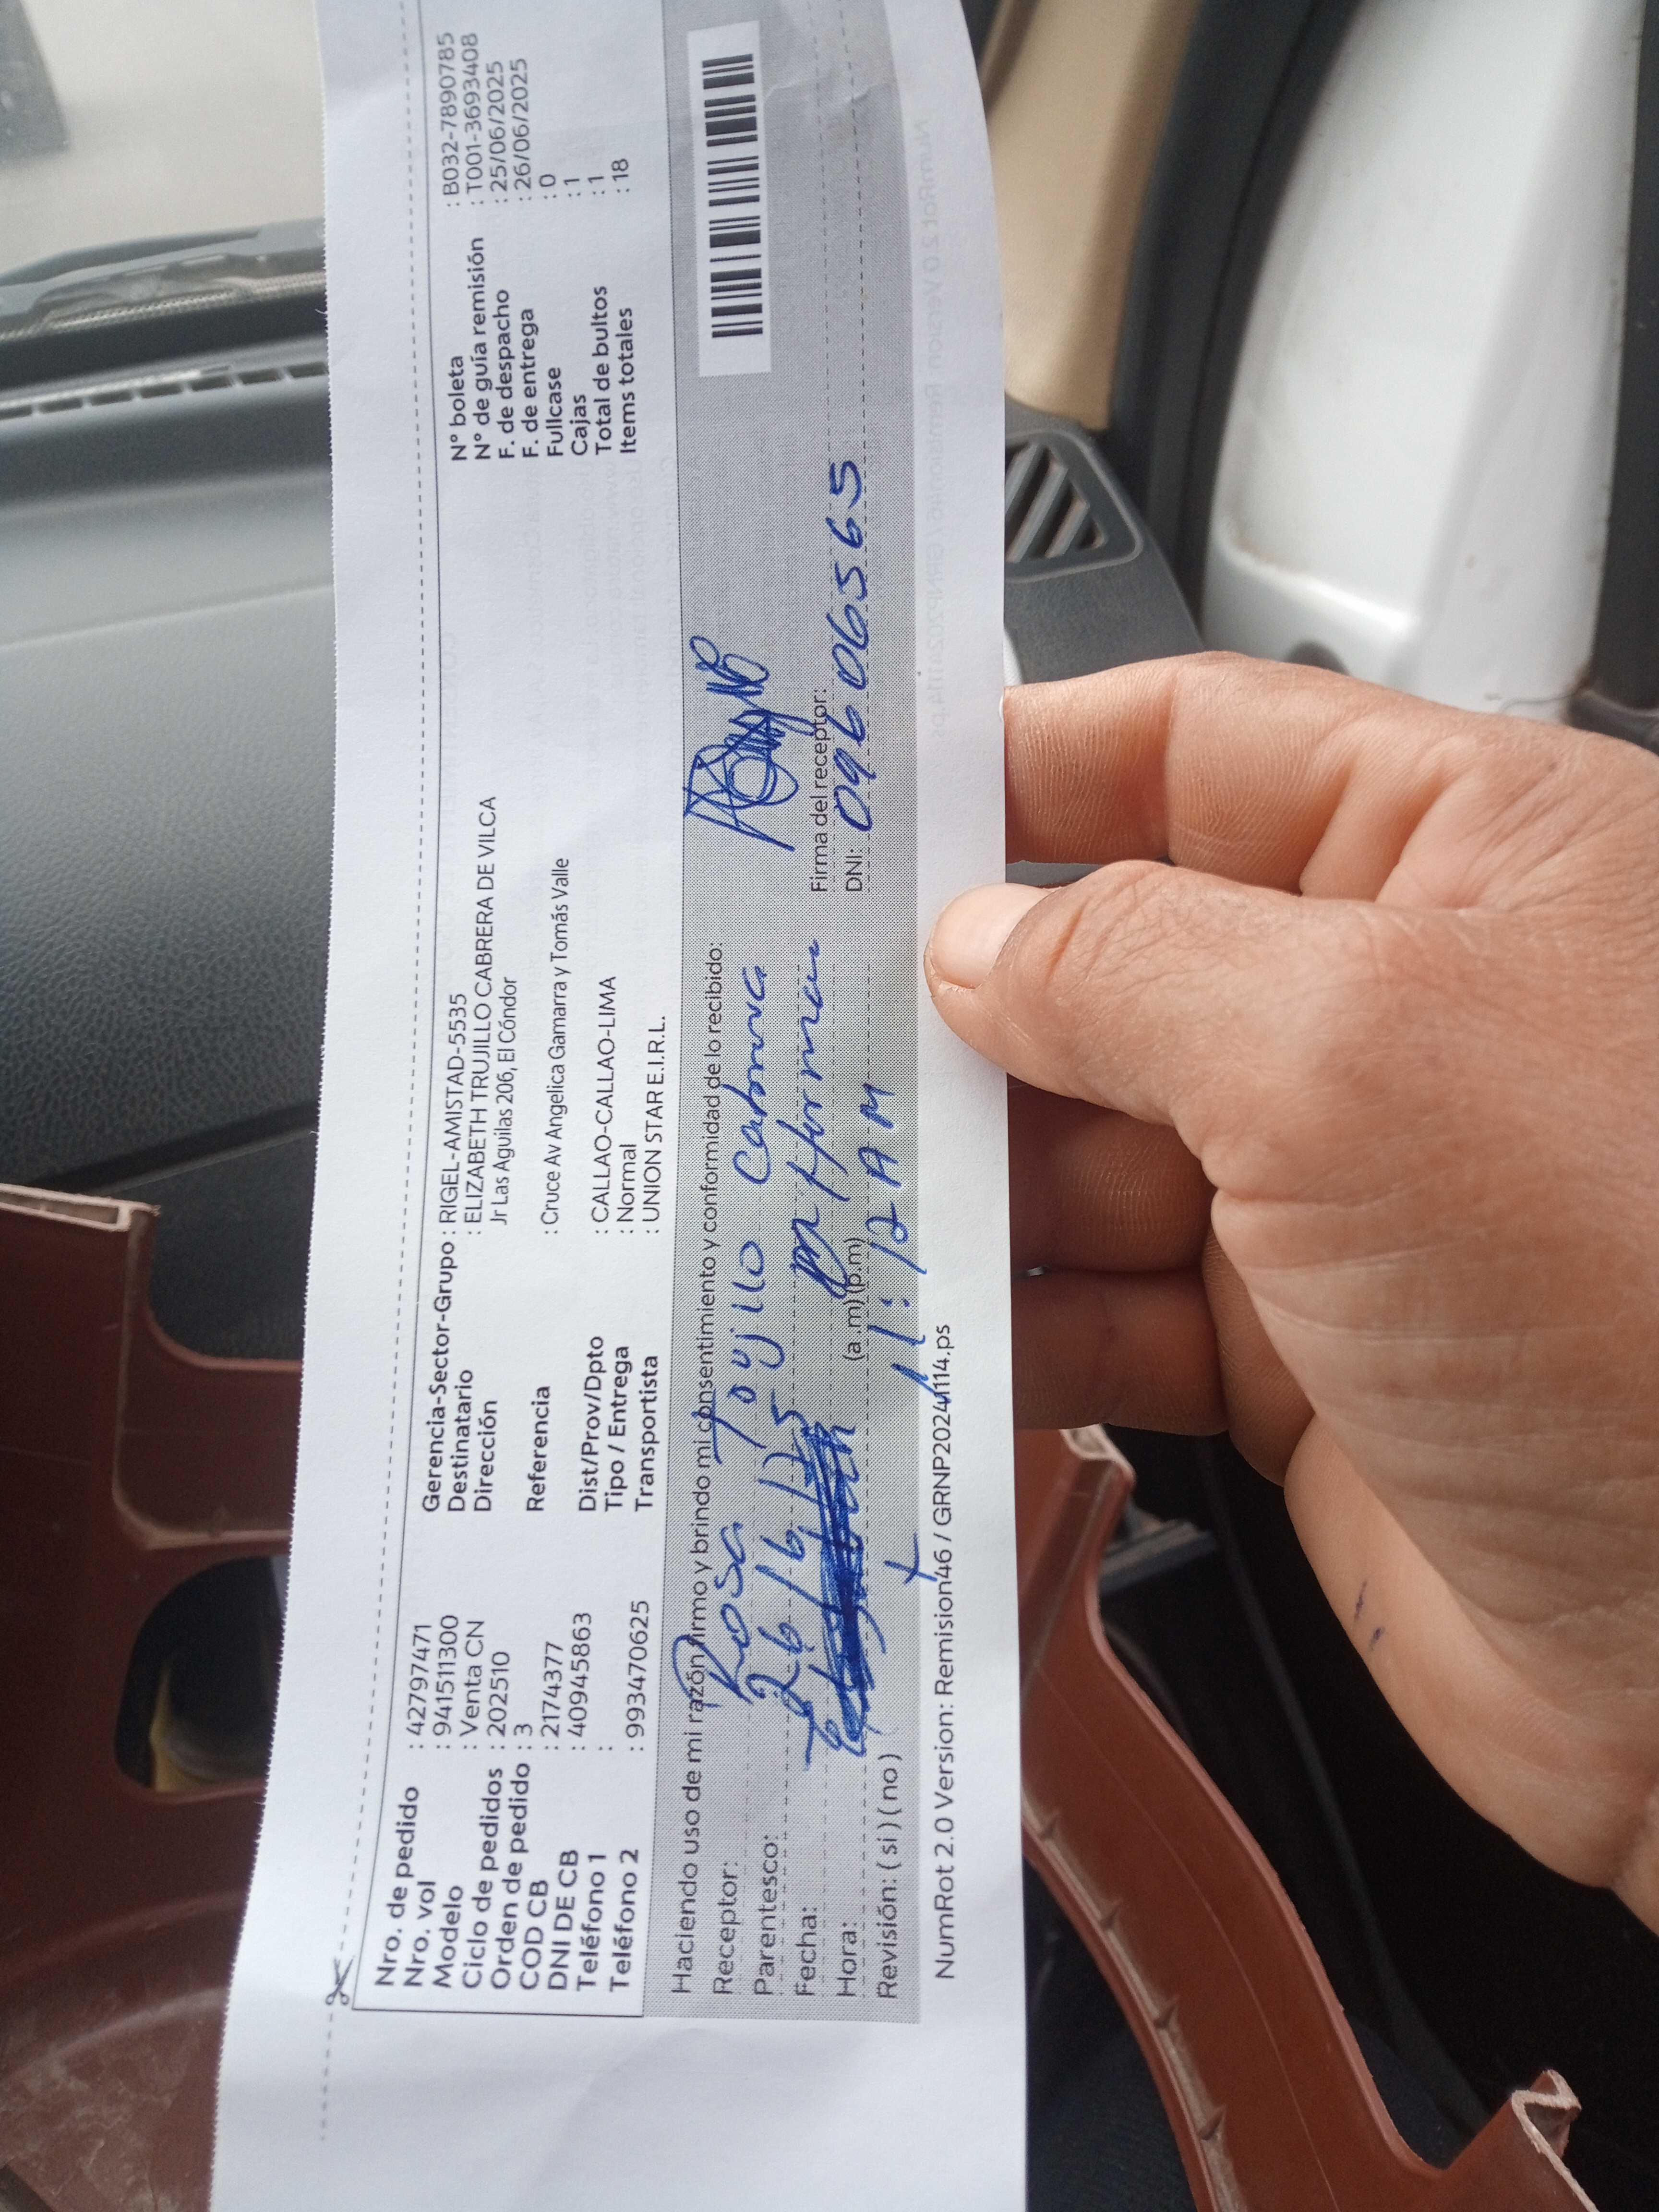 Nro. de pedido : 42797471
Nro. vol : 941511300
Modelo : Venta CN
Ciclo de pedidos : 202510
Orden de pedido : 3
COD CB : 2174377
DNI DE CB : 40945863
Teléfono 1 :
Teléfono 2 : 993470625
Gerencia-Sector-Grupo : RIGEL-AMISTAD-5535
Destinatario : ELIZABETH TRUJILLO CABRERA DE VILCA
Dirección Jr Las Aguilas 206, El Cóndor
Referencia : Cruce Av Angelica Gamarra y Tomás Valle
Dist/Prov/Dpto : CALLAO-CALLAO-LIMA
Tipo / Entrega : Normal
Transportista : UNION STAR E.I.R.L.
N° boleta : B032-7890785
N° de guía remisión : T001-3693408
F. de despacho : 25/06/2025
F. de entrega : 26/06/2025
Fullcase : 0
Cajas : 1
Total de bultos : 1
Items totales : 18
Haciendo uso de mi razón firmo y brindo mi consentimiento y conformidad de lo recibido:
Receptor: Rosa
Parentesco:
Fecha: 26/6/25
Hora: (a .m) (p.m)
11:12 AM
Revisión: ( si ) ( no )
Firma del receptor:
DNI: 09606565
NumRot 2.0 Version: Remision46 / GRNP20241114.ps